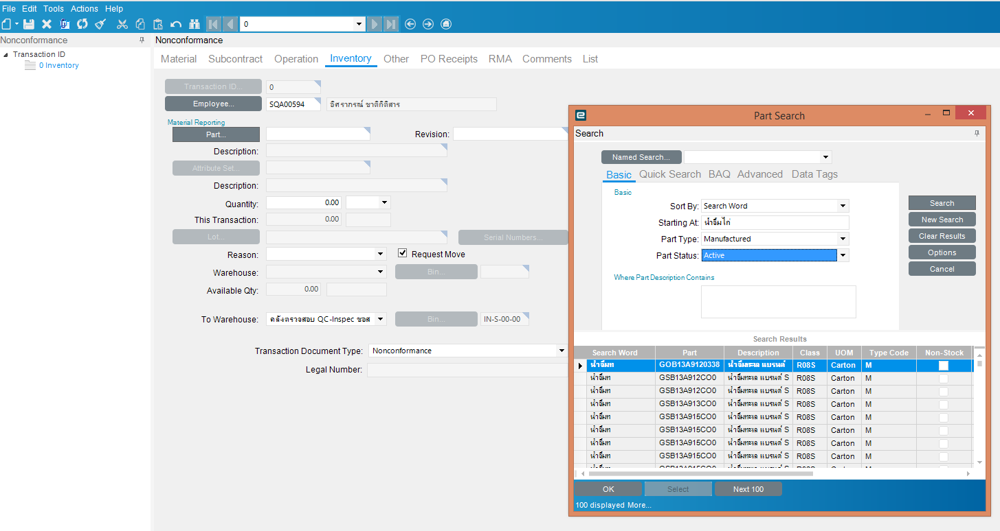 File Edit Tools Actions Help
0
Nonconformance
Nonconformance
Transaction ID
0 Inventory
Material Subcontract Operation Inventory Other PO Receipts RMA Comments List
Transaction ID... 0
Employee... SQA00594 อิศราภรณ์ ชาติกิติสาร
Material Reporting
Part... Revision:
Description:
Attribute Set...
Description:
Quantity: 0.00
This Transaction: 0.00
Lot... Serial Numbers...
Reason: Request Move
Warehouse: Bin...
Available Qty: 0.00
To Warehouse: คลังตรวจสอบ QC-Inspec ซอส Bin... IN-S-00-00
Transaction Document Type: Nonconformance
Legal Number:
Part Search
Search
Named Search...
Basic Quick Search BAQ Advanced Data Tags
Basic
Sort By: Search Word
Starting At: น้ำจิ้มไก่
Part Type: Manufactured
Part Status: Active
Where Part Description Contains
Search
New Search
Clear Results
Options
Cancel
Search Results
Search Word Part Description Class UOM Type Code Non-Stock
น้ำจิ้มท GOB13A9120338 น้ำจิ้มทะเล แบรนด์ R08S Carton M
น้ำจิ้มท GSB13A912CO0 น้ำจิ้มทะเล แบรนด์ S R08S Carton M
น้ำจิ้มท GSB13A912CO0 น้ำจิ้มทะเล แบรนด์ S R08S Carton M
น้ำจิ้มท GSB13A913CO0 น้ำจิ้มทะเล แบรนด์ S R08S Carton M
น้ำจิ้มท GSB13A915CO0 น้ำจิ้มทะเล แบรนด์ S R08S Carton M
น้ำจิ้มท GSB13A915CO0 น้ำจิ้มทะเล แบรนด์ S R08S Carton M
น้ำจิ้มท GSB13A915CO0 น้ำจิ้มทะเล แบรนด์ S R08S Carton M
น้ำจิ้มท GSB13A915CO0 น้ำจิ้มทะเล แบรนด์ S R08S Carton M
OK Select Next 100
100 displayed More...